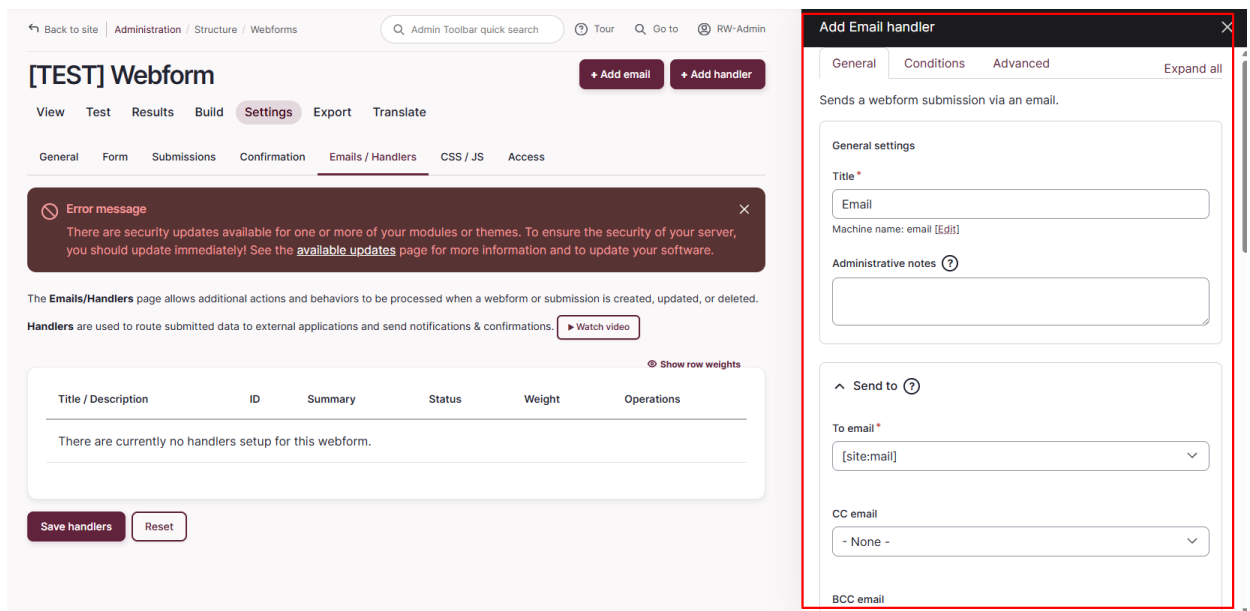 Back to site
Administration / Structure / Webforms
Admin Toolbar quick search
Tour
Go to
RW-Admin
[TEST] Webform
+ Add email
+ Add handler
View
Test
Results
Build
Settings
Export
Translate
General
Form
Submissions
Confirmation
Emails / Handlers
CSS / JS
Access
Error message
There are security updates available for one or more of your modules or themes. To ensure the security of your server,
you should update immediately! See the available updates page for more information and to update your software.
The Emails/Handlers page allows additional actions and behaviors to be processed when a webform or submission is created, updated, or deleted.
Handlers are used to route submitted data to external applications and send notifications & confirmations.
Watch video
Show row weights
Title / Description
ID
Summary
Status
Weight
Operations
There are currently no handlers setup for this webform.
Save handlers
Reset
Add Email handler
General
Conditions
Advanced
Expand all
Sends a webform submission via an email.
General settings
Title*
Email
Machine name: email [Edit]
Administrative notes ?
Send to ?
To email*
[site:mail]
CC email
- None -
BCC email